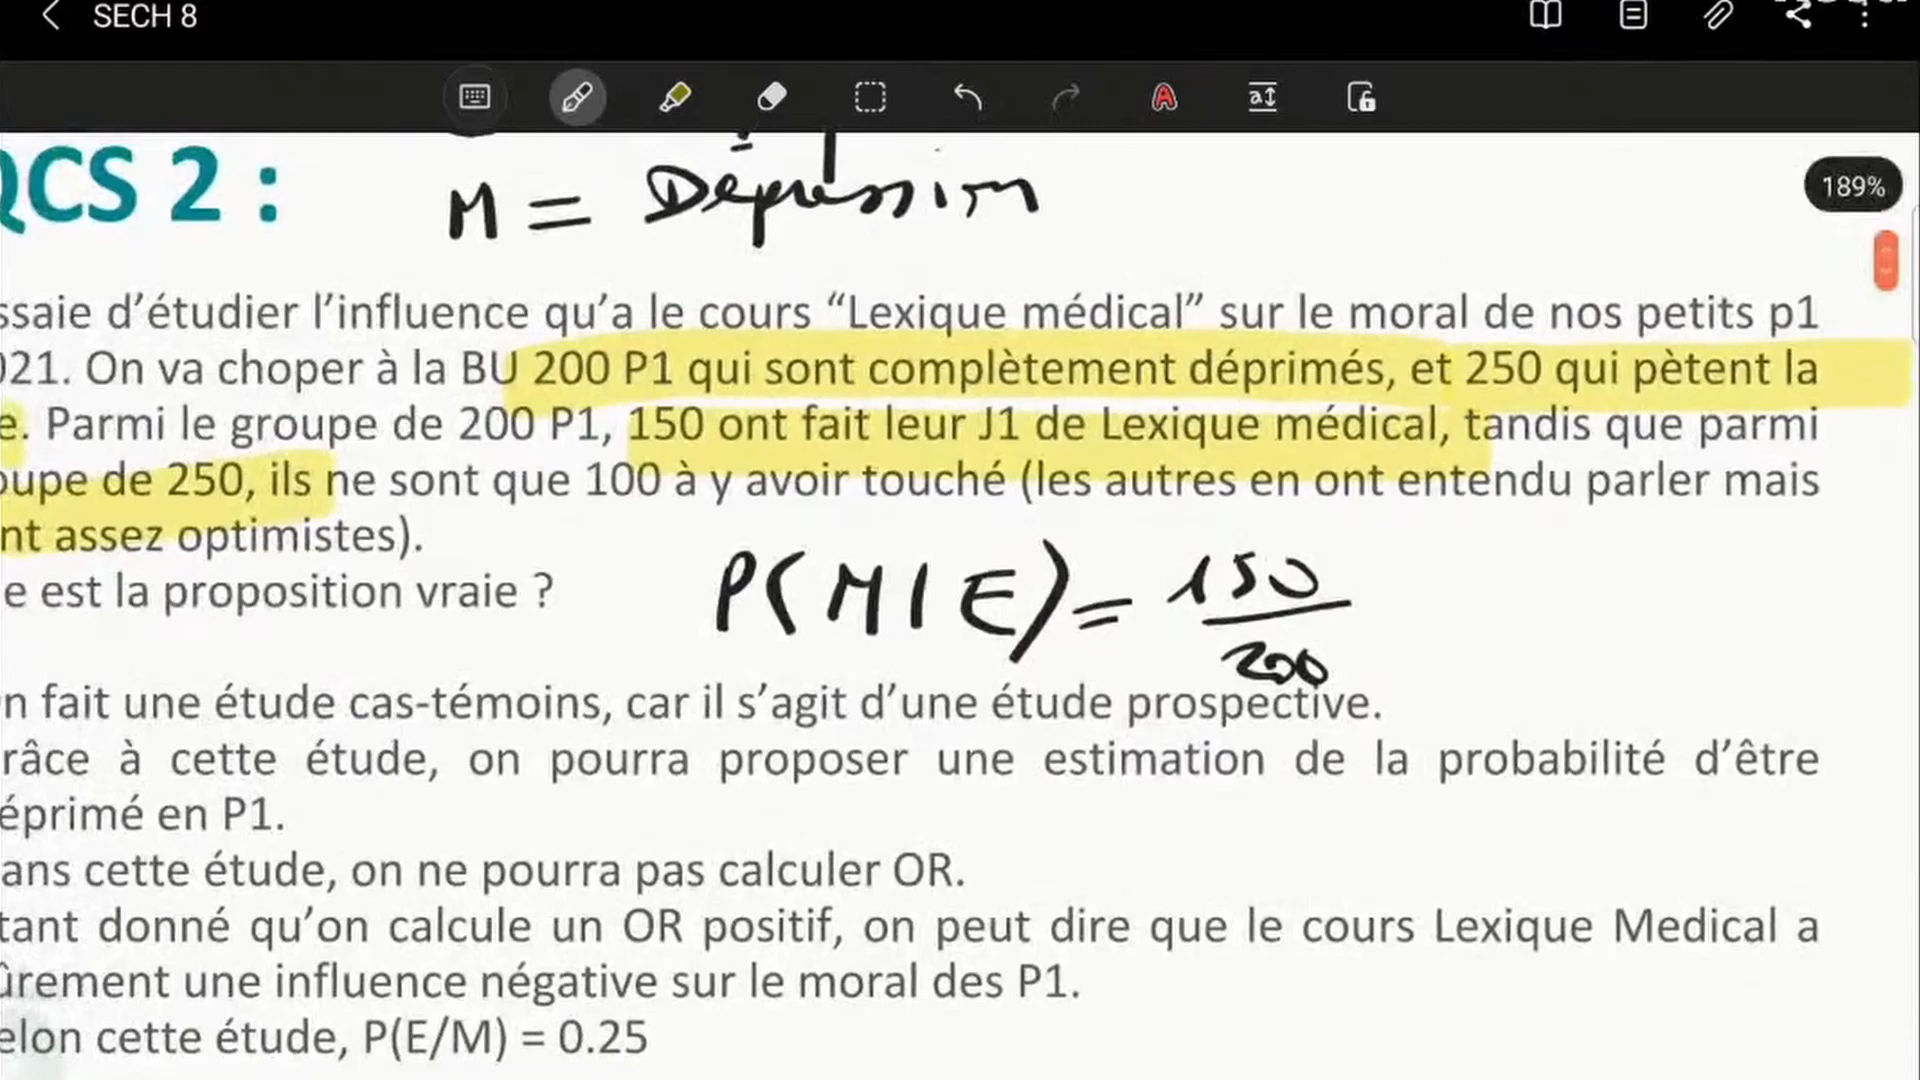 SECH 8
QCS 2 :
M = Dépression
189%
ssaie d’étudier l’influence qu’a le cours “Lexique médical” sur le moral de nos petits p1
021. On va choper à la BU 200 P1 qui sont complètement déprimés, et 250 qui pètent la
e. Parmi le groupe de 200 P1, 150 ont fait leur J1 de Lexique médical, tandis que parmi
oupe de 250, ils ne sont que 100 à y avoir touché (les autres en ont entendu parler mais
nt assez optimistes).
e est la proposition vraie ?
P(M|E) = 150
200
n fait une étude cas-témoins, car il s’agit d’une étude prospective.
râce à cette étude, on pourra proposer une estimation de la probabilité d’être
éprimé en P1.
ans cette étude, on ne pourra pas calculer OR.
tant donné qu’on calcule un OR positif, on peut dire que le cours Lexique Medical a
ûrement une influence négative sur le moral des P1.
elon cette étude, P(E/M) = 0.25